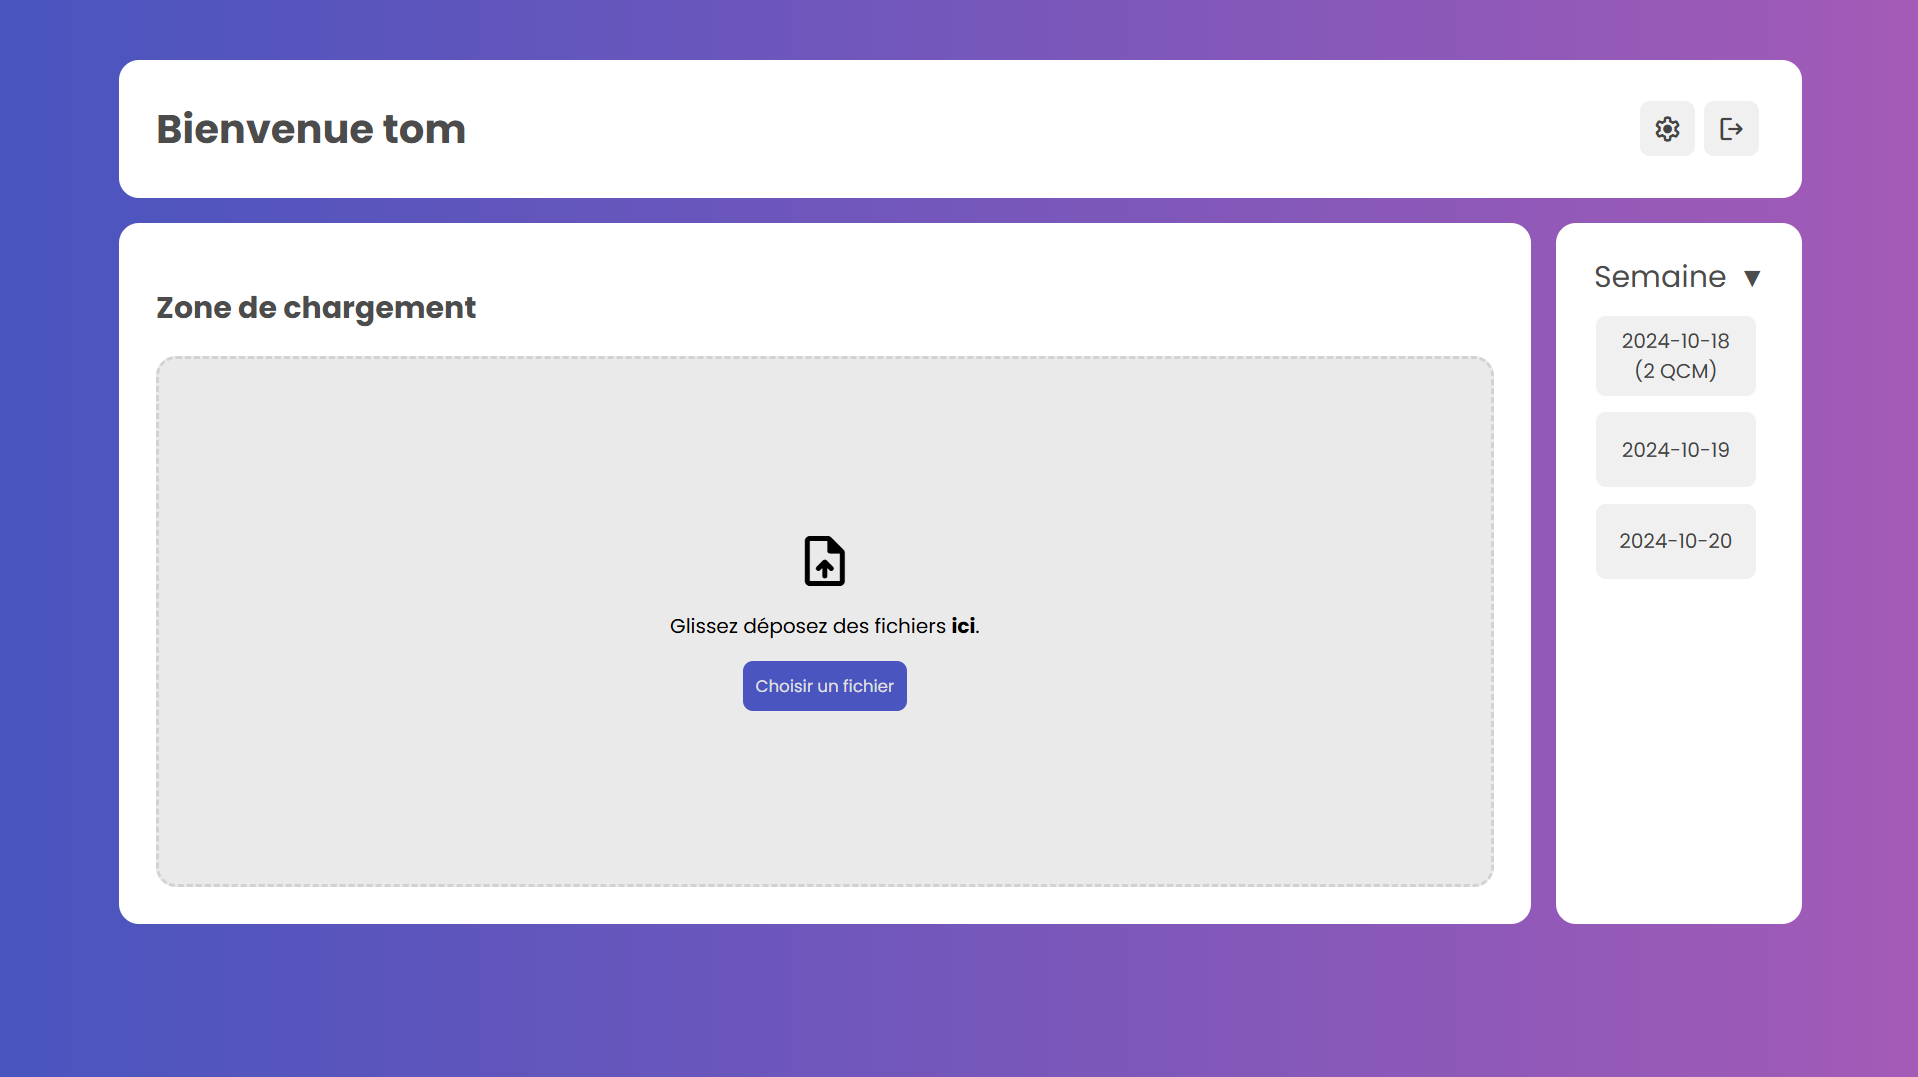 Bienvenue tom
Zone de chargement
Glissez déposez des fichiers ici.
Choisir un fichier
Semaine ▼
2024-10-18
(2 QCM)
2024-10-19
2024-10-20